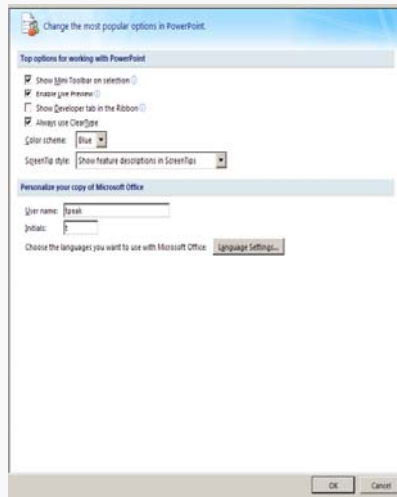 Change the most popular options in PowerPoint.
Top options for working with PowerPoint
Show Mini Toolbar on selection
Enable Live Preview
Show Developer tab in the Ribbon
Always use ClearType
Color scheme: Blue
ScreenTip style: Show feature descriptions in ScreenTips
Personalize your copy of Microsoft Office
User name: tpeak
Initials: t
Choose the languages you want to use with Microsoft Office: Language Settings...
OK Cancel